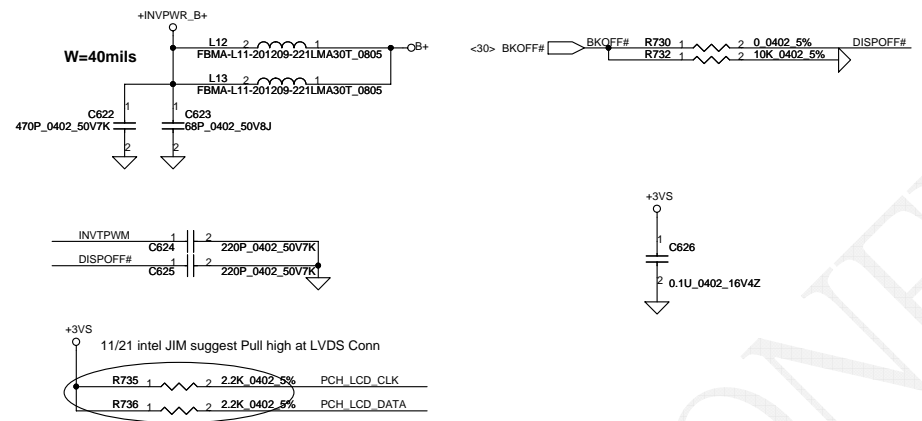 +INVPWR_B+
W=40mils
L12
2 1
FBMA-L11-201209-221LMA30T_0805
B+
L13
2 1
FBMA-L11-201209-221LMA30T_0805
1
C622
470P_0402_50V7K
2
1
C623
68P_0402_50V8J
2
<30> BKOFF#
BKOFF#
R730 1 2 0_0402_5%
DISPOFF#
R732 1 2 10K_0402_5%
INVTPWM
C624 1 2 220P_0402_50V7K
DISPOFF#
C625 1 2 220P_0402_50V7K
+3VS
1
C626
2 0.1U_0402_16V4Z
+3VS
11/21 intel JIM suggest Pull high at LVDS Conn
R735 1 2 2.2K_0402_5% PCH_LCD_CLK
R736 1 2 2.2K_0402_5% PCH_LCD_DATA